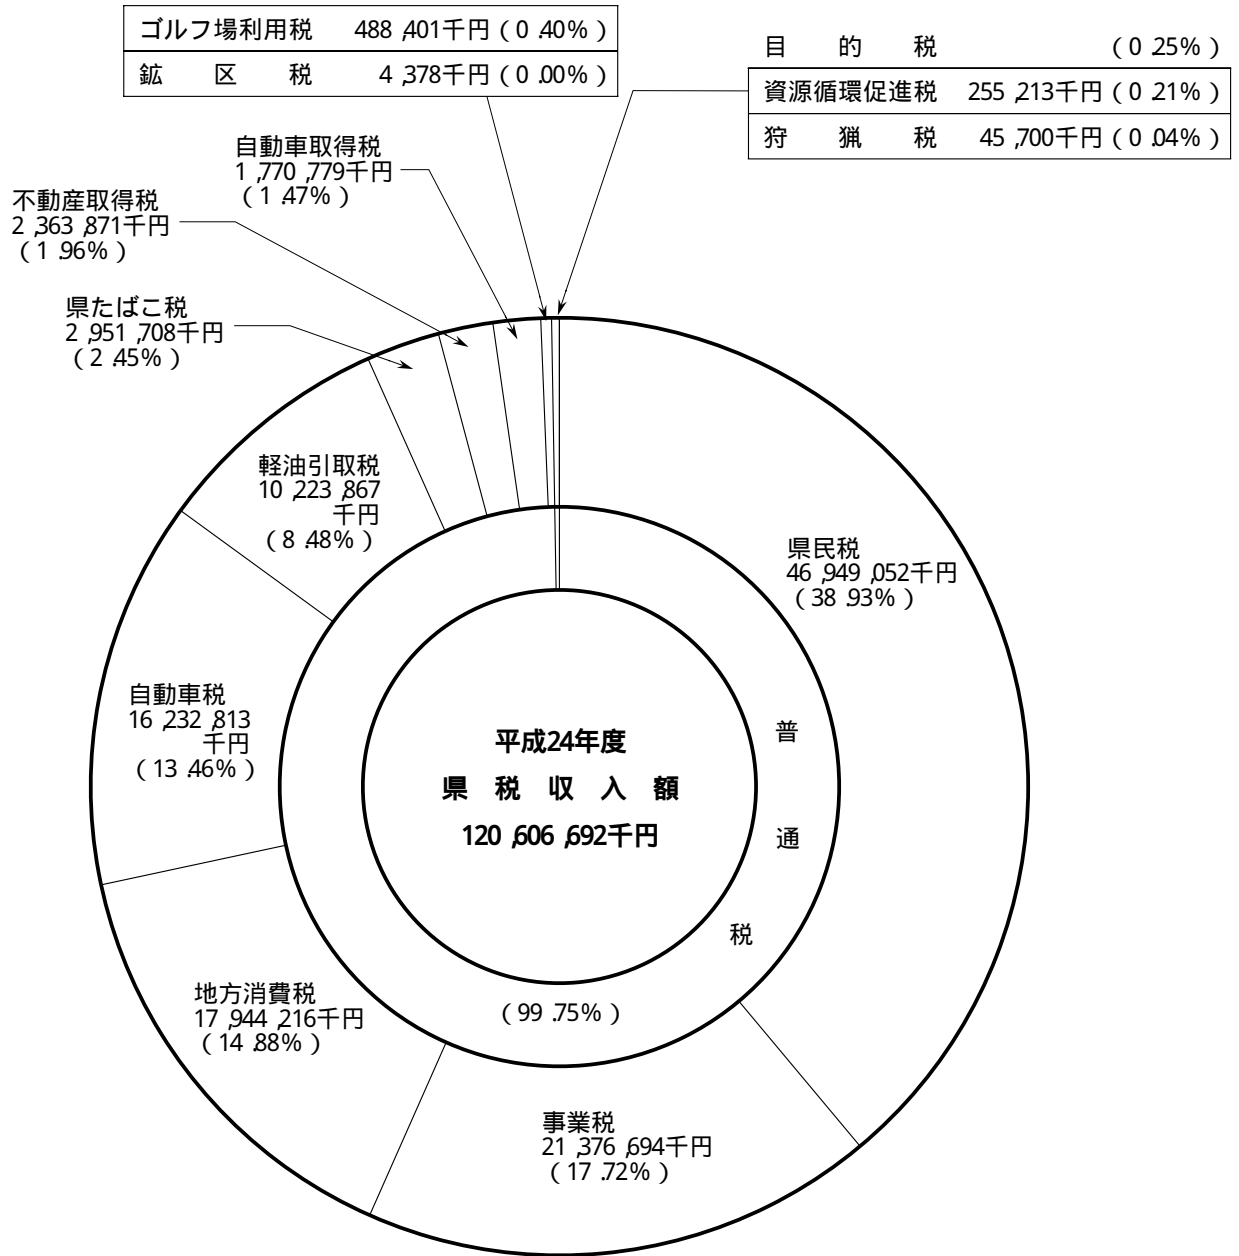 ゴルフ場利用税 488,401千円(0.40%)
鉱区税 4,378千円(0.00%)
目的税 (0.25%)
資源循環促進税 255,213千円(0.21%)
狩猟税 45,700千円(0.04%)
自動車取得税
1,770,779千円
(1.47%)
不動産取得税
2,363,871千円
(1.96%)
県たばこ税
2,951,708千円
(2.45%)
軽油引取税
10,223,867
千円
(8.48%)
県民税
46,949,052千円
(38.93%)
自動車税
16,232,813
千円
(13.46%)
平成24年度
県税収入額
120,606,692千円
普通税
(99.75%)
地方消費税
17,944,216千円
(14.88%)
事業税
21,376,694千円
(17.72%)